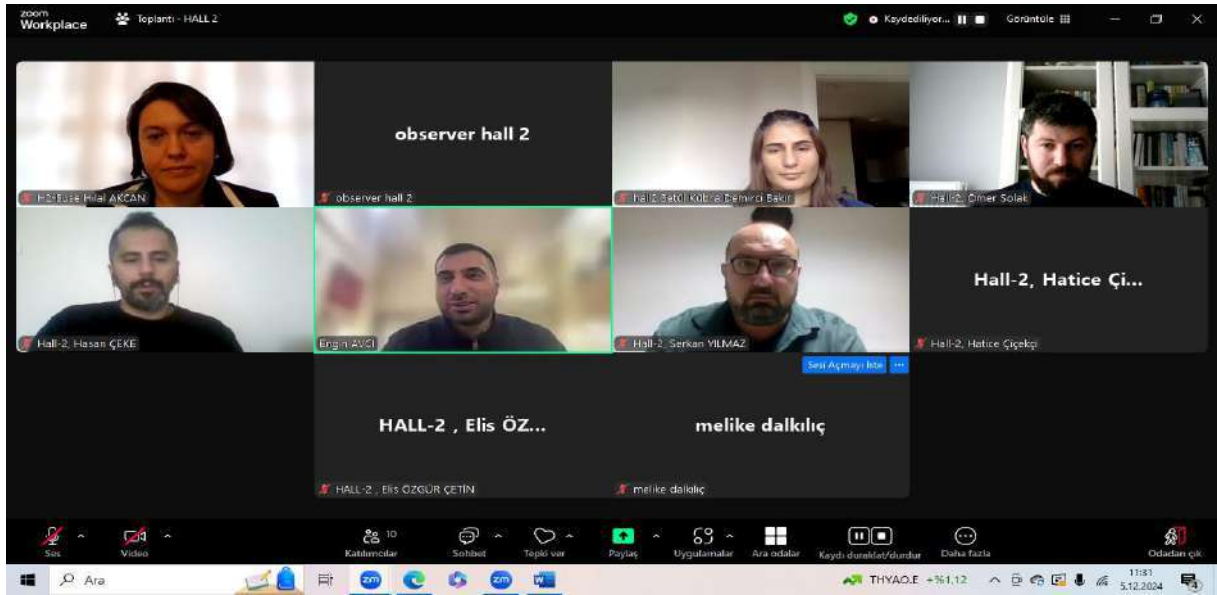 zoom
Workplace
Toplantı - HALL 2
Kaydediliyor...
Görüntüle
observer hall 2
Hilal AKCAN
observer hall 2
hall2 Betül Kübra Demirci Bakır
Hall-2, Ömer Solak
Hall-2, Hatice Çi...
Hall-2, Hasan ÇEKE
Engin AVCI
Hall-2, Serkan YILMAZ
Hall-2, Hatice Çiçekçi
Sesi Açmayı İste
HALL-2 , Elis ÖZ...
melike dalkılıç
HALL-2 , Elis ÖZGÜR ÇETİN
melike dalkılıç
10
Ses
Video
Katılımcılar
Sohbet
Tepki ver
Paylaş
Uygulamalar
Ara odalar
Kaydı duraklat/durdur
Daha fazla
Odadan çık
Ara
THYAO.E +%1,12
11:31
5.12.2024